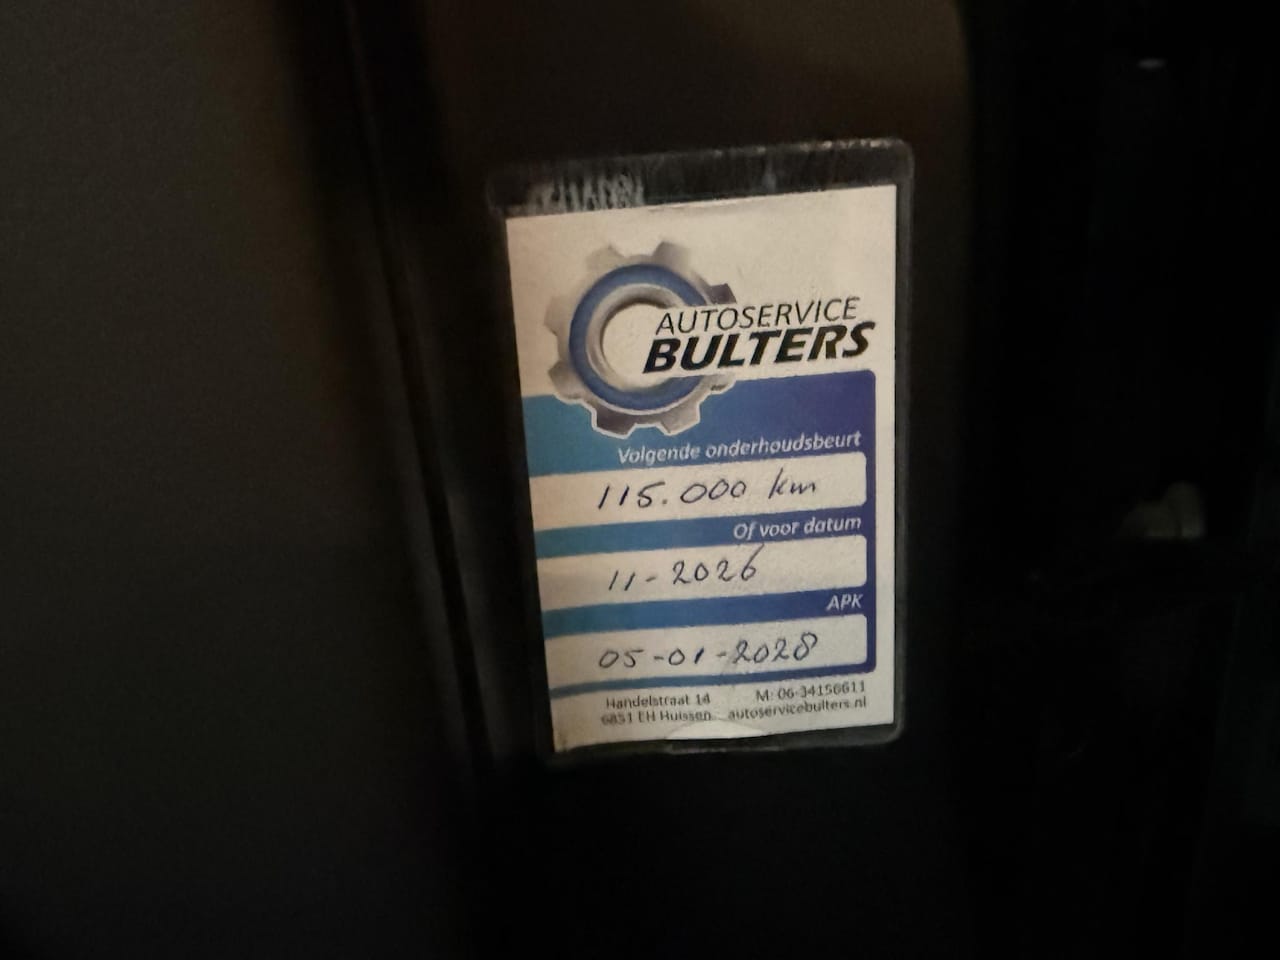 AUTOSERVICE
BULTERS
Volgende onderhoudsbeurt
115.000 km
Of voor datum
11-2026
APK
05-01-2028
Handelstraat 14 M: 06-34156611
6851 EH Huissen autoservicebulters.nl